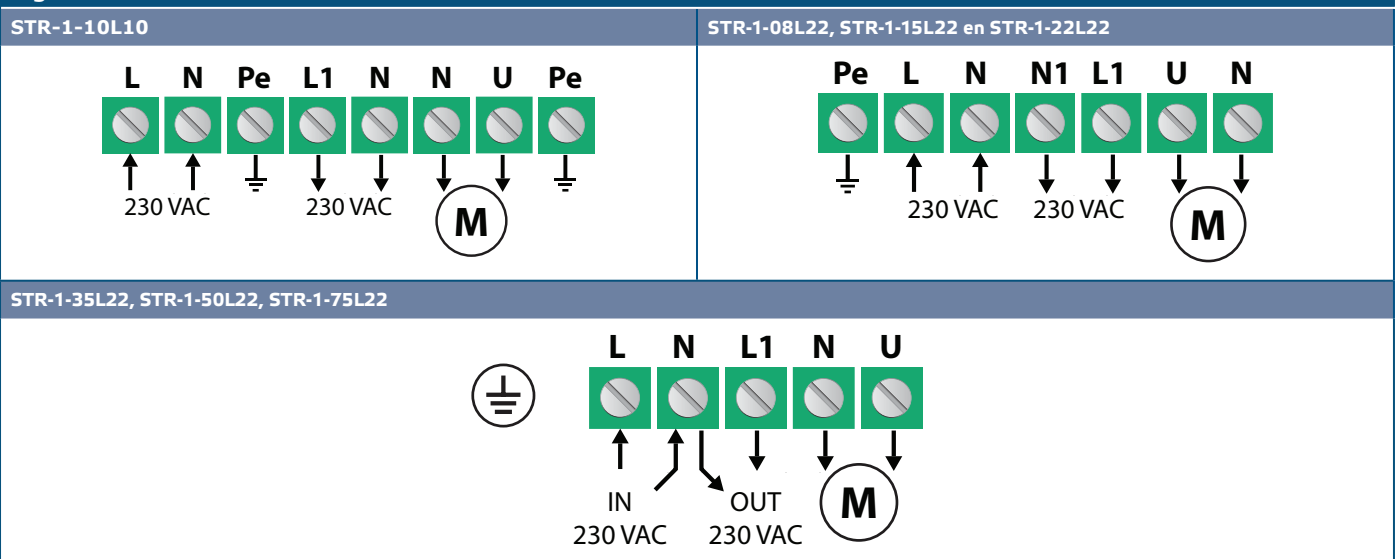 STR-1-10L10
L N Pe L1 N N U Pe
230 VAC 230 VAC
M
STR-1-08L22, STR-1-15L22 en STR-1-22L22
Pe L N N1 L1 U N
230 VAC 230 VAC
M
STR-1-35L22, STR-1-50L22, STR-1-75L22
L N L1 N U
IN OUT
230 VAC 230 VAC
M